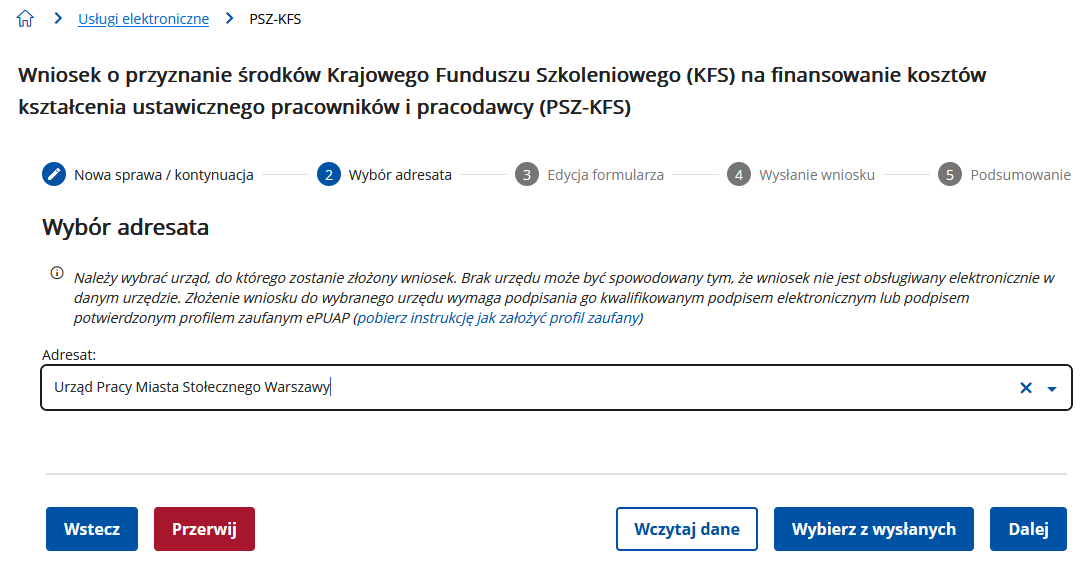 Usługi elektroniczne PSZ-KFS
Wniosek o przyznanie środków Krajowego Funduszu Szkoleniowego (KFS) na finansowanie kosztów
kształcenia ustawicznego pracowników i pracodawcy (PSZ-KFS)
Nowa sprawa / kontynuacja 2 Wybór adresata 3 Edycja formularza 4 Wysłanie wniosku 5 Podsumowanie
Wybór adresata
Należy wybrać urząd, do którego zostanie złożony wniosek. Brak urzędu może być spowodowany tym, że wniosek nie jest obsługiwany elektronicznie w
danym urzędzie. Złożenie wniosku do wybranego urzędu wymaga podpisania go kwalifikowanym podpisem elektronicznym lub podpisem
potwierdzonym profilem zaufanym ePUAP (pobierz instrukcję jak założyć profil zaufany)
Adresat:
Urząd Pracy Miasta Stołecznego Warszawy
Wstecz Przerwij Wczytaj dane Wybierz z wysłanych Dalej